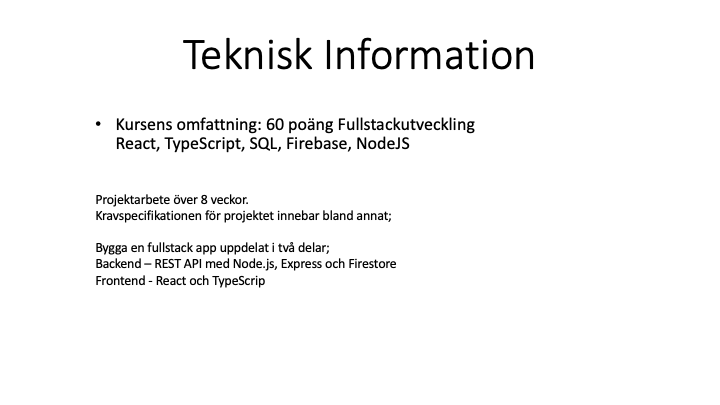 Teknisk Information
• Kursens omfattning: 60 poäng Fullstackutveckling
React, TypeScript, SQL, Firebase, NodeJS
Projektarbete över 8 veckor.
Kravspecifikationen för projektet innebar bland annat;
Bygga en fullstack app uppdelat i två delar;
Backend – REST API med Node.js, Express och Firestore
Frontend - React och TypeScrip